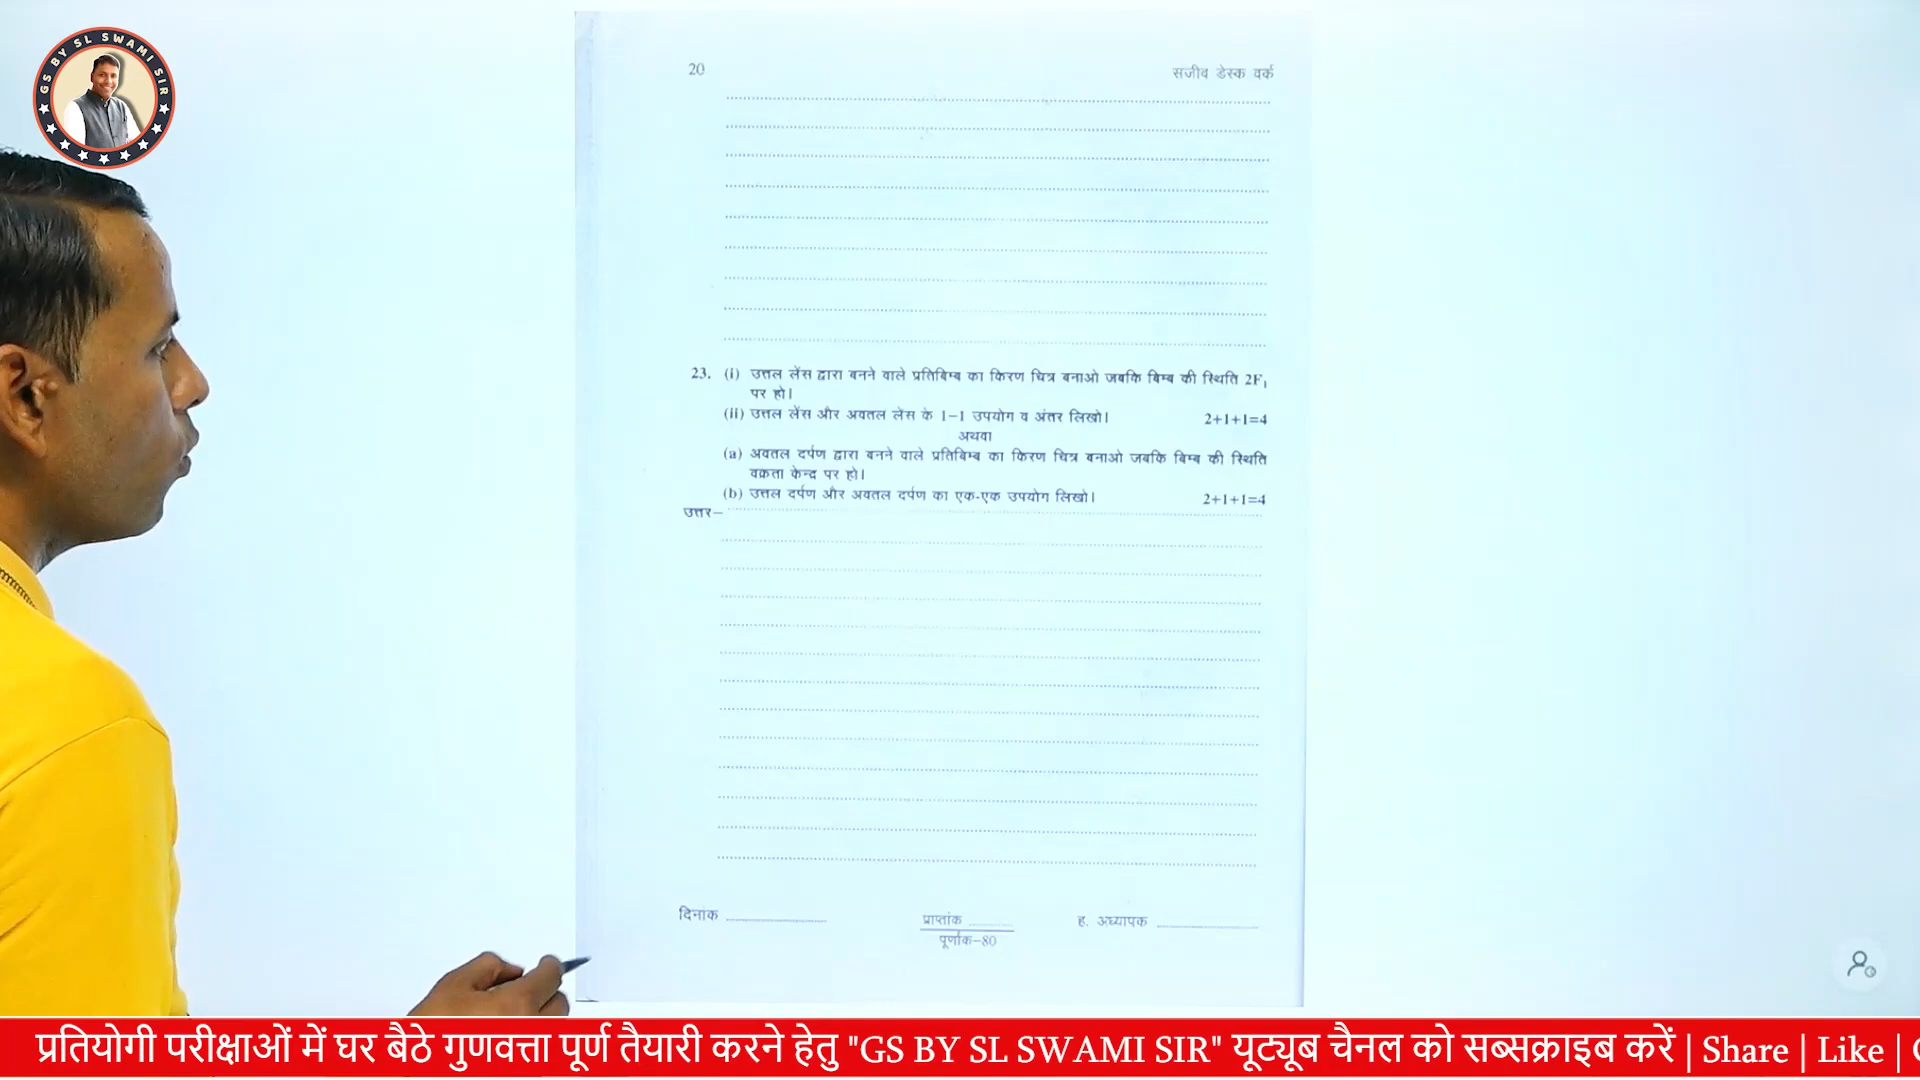 GS BY SL SWAMI SIR
20
सजीव डेस्क वर्क
23. (i) उत्तल लेंस द्वारा बनने वाले प्रतिबिम्ब का किरण चित्र बनाओ जबकि बिम्ब की स्थिति 2F₁
पर हो।
(ii) उत्तल लेंस और अवतल लेंस के 1–1 उपयोग व अंतर लिखो। 2+1+1=4
अथवा
(a) अवतल दर्पण द्वारा बनने वाले प्रतिबिम्ब का किरण चित्र बनाओ जबकि बिम्ब की स्थिति
वक्रता केन्द्र पर हो।
(b) उत्तल दर्पण और अवतल दर्पण का एक-एक उपयोग लिखो। 2+1+1=4
उत्तर–
दिनांक
प्राप्तांक
पूर्णांक–80
ह. अध्यापक
प्रतियोगी परीक्षाओं में घर बैठे गुणवत्ता पूर्ण तैयारी करने हेतु "GS BY SL SWAMI SIR" यूट्यूब चैनल को सब्सक्राइब करें | Share | Like |